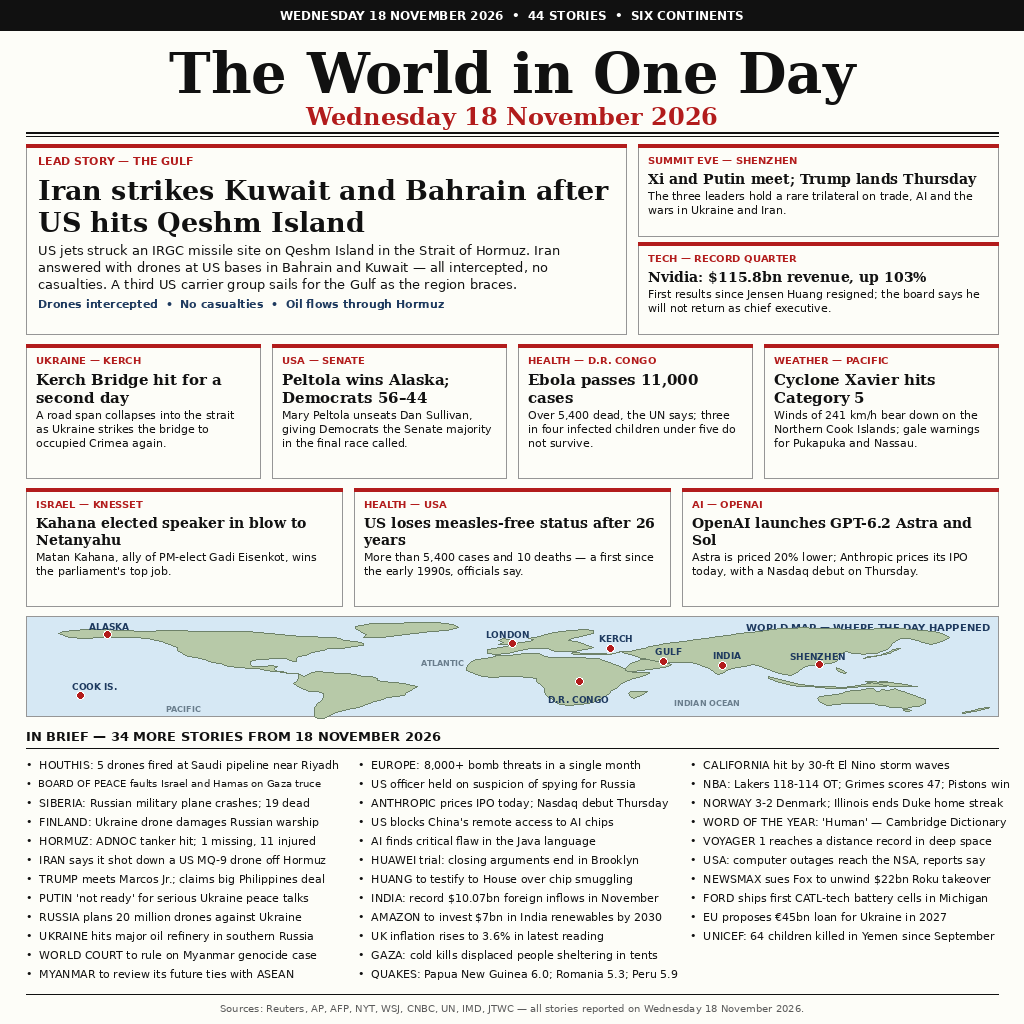 WEDNESDAY 18 NOVEMBER 2026 • 44 STORIES • SIX CONTINENTS
The World in One Day
Wednesday 18 November 2026
LEAD STORY — THE GULF
Iran strikes Kuwait and Bahrain after
US hits Qeshm Island
US jets struck an IRGC missile site on Qeshm Island in the Strait of Hormuz. Iran
answered with drones at US bases in Bahrain and Kuwait — all intercepted, no
casualties. A third US carrier group sails for the Gulf as the region braces.
Drones intercepted • No casualties • Oil flows through Hormuz
SUMMIT EVE — SHENZHEN
Xi and Putin meet; Trump lands Thursday
The three leaders hold a rare trilateral on trade, AI and the
wars in Ukraine and Iran.
TECH — RECORD QUARTER
Nvidia: $115.8bn revenue, up 103%
First results since Jensen Huang resigned; the board says he
will not return as chief executive.
UKRAINE — KERCH
Kerch Bridge hit for a
second day
A road span collapses into the strait
as Ukraine strikes the bridge to
occupied Crimea again.
USA — SENATE
Peltola wins Alaska;
Democrats 56–44
Mary Peltola unseats Dan Sullivan,
giving Democrats the Senate majority
in the final race called.
HEALTH — D.R. CONGO
Ebola passes 11,000
cases
Over 5,400 dead, the UN says; three
in four infected children under five do
not survive.
WEATHER — PACIFIC
Cyclone Xavier hits
Category 5
Winds of 241 km/h bear down on the
Northern Cook Islands; gale warnings
for Pukapuka and Nassau.
ISRAEL — KNESSET
Kahana elected speaker in blow to
Netanyahu
Matan Kahana, ally of PM-elect Gadi Eisenkot, wins
the parliament's top job.
HEALTH — USA
US loses measles-free status after 26
years
More than 5,400 cases and 10 deaths — a first since
the early 1990s, officials say.
AI — OPENAI
OpenAI launches GPT-6.2 Astra and
Sol
Astra is priced 20% lower; Anthropic prices its IPO
today, with a Nasdaq debut on Thursday.
WORLD MAP — WHERE THE DAY HAPPENED
ALASKA
LONDON
KERCH
GULF
INDIA
SHENZHEN
ATLANTIC
COOK IS.
D.R. CONGO
PACIFIC
INDIAN OCEAN
IN BRIEF — 34 MORE STORIES FROM 18 NOVEMBER 2026
• HOUTHIS: 5 drones fired at Saudi pipeline near Riyadh
• BOARD OF PEACE faults Israel and Hamas on Gaza truce
• SIBERIA: Russian military plane crashes; 19 dead
• FINLAND: Ukraine drone damages Russian warship
• HORMUZ: ADNOC tanker hit; 1 missing, 11 injured
• IRAN says it shot down a US MQ-9 drone off Hormuz
• TRUMP meets Marcos Jr.; claims big Philippines deal
• PUTIN 'not ready' for serious Ukraine peace talks
• RUSSIA plans 20 million drones against Ukraine
• UKRAINE hits major oil refinery in southern Russia
• WORLD COURT to rule on Myanmar genocide case
• MYANMAR to review its future ties with ASEAN
• EUROPE: 8,000+ bomb threats in a single month
• US officer held on suspicion of spying for Russia
• ANTHROPIC prices IPO today; Nasdaq debut Thursday
• US blocks China's remote access to AI chips
• AI finds critical flaw in the Java language
• HUAWEI trial: closing arguments end in Brooklyn
• HUANG to testify to House over chip smuggling
• INDIA: record $10.07bn foreign inflows in November
• AMAZON to invest $7bn in India renewables by 2030
• UK inflation rises to 3.6% in latest reading
• GAZA: cold kills displaced people sheltering in tents
• QUAKES: Papua New Guinea 6.0; Romania 5.3; Peru 5.9
• CALIFORNIA hit by 30-ft El Nino storm waves
• NBA: Lakers 118-114 OT; Grimes scores 47; Pistons win
• NORWAY 3-2 Denmark; Illinois ends Duke home streak
• WORD OF THE YEAR: 'Human' — Cambridge Dictionary
• VOYAGER 1 reaches a distance record in deep space
• USA: computer outages reach the NSA, reports say
• NEWSMAX sues Fox to unwind $22bn Roku takeover
• FORD ships first CATL-tech battery cells in Michigan
• EU proposes €45bn loan for Ukraine in 2027
• UNICEF: 64 children killed in Yemen since September
Sources: Reuters, AP, AFP, NYT, WSJ, CNBC, UN, IMD, JTWC — all stories reported on Wednesday 18 November 2026.